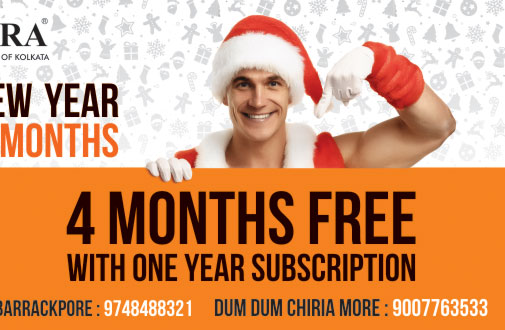 RA®
OF KOLKATA
EW YEAR
MONTHS
4 MONTHS FREE
WITH ONE YEAR SUBSCRIPTION
BARRACKPORE : 9748488321 DUM DUM CHIRIA MORE : 9007763533